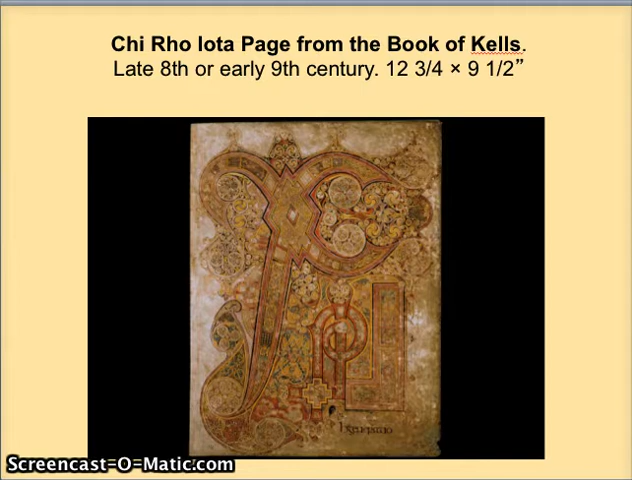 Chi Rho Iota Page from the Book of Kells.
Late 8th or early 9th century. 12 3/4 × 9 1/2”
h generatio
Screencast-O-Matic.com